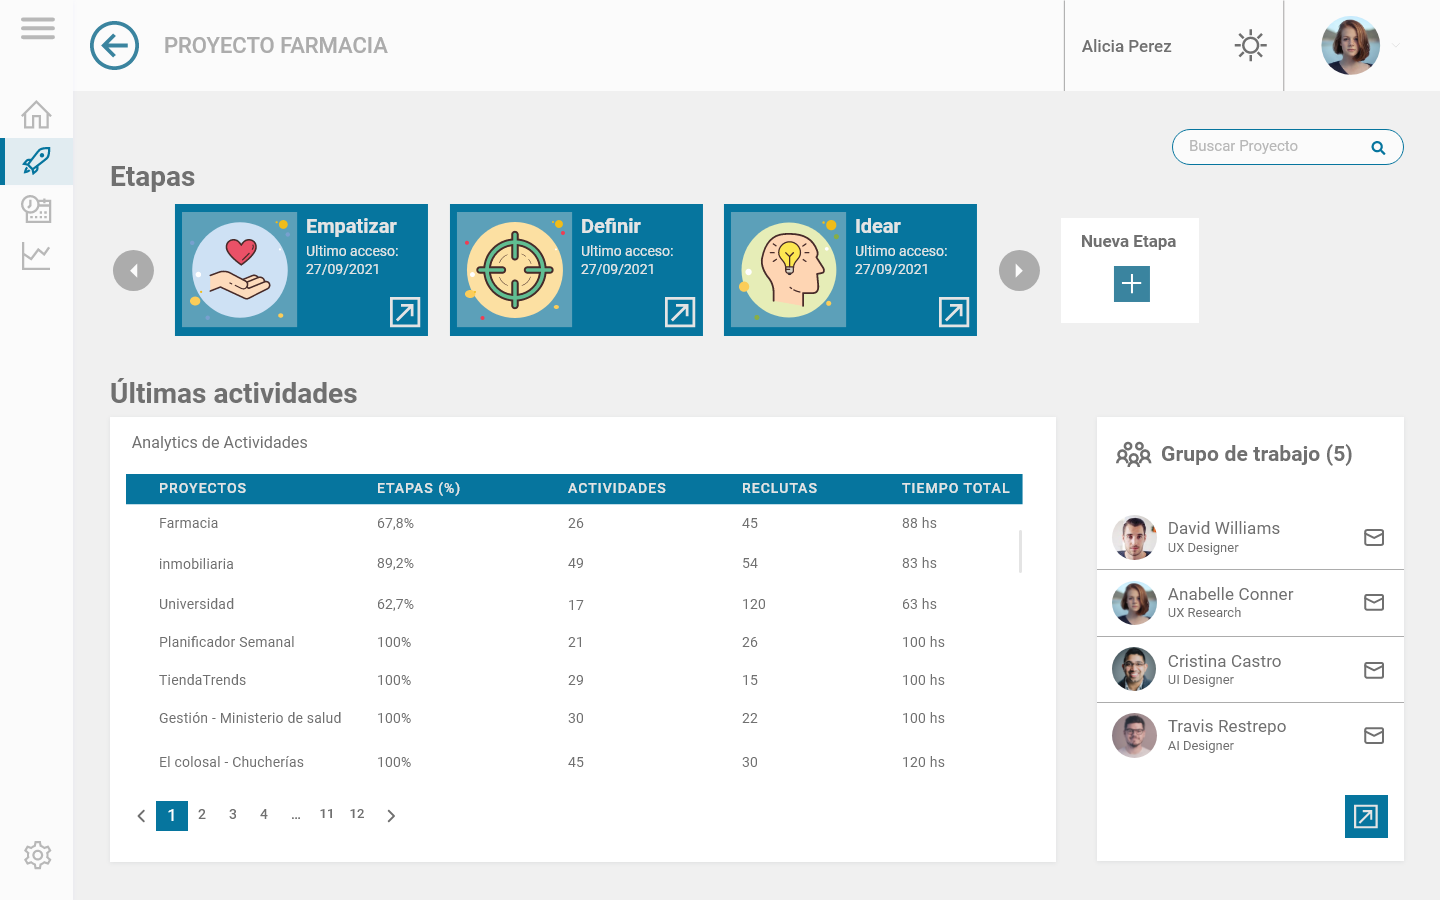 PROYECTO FARMACIA
Alicia Perez
Buscar Proyecto
Etapas
Empatizar
Ultimo acceso:
27/09/2021
Definir
Ultimo acceso:
27/09/2021
Idear
Ultimo acceso:
27/09/2021
Nueva Etapa
Últimas actividades
Analytics de Actividades
PROYECTOS ETAPAS (%) ACTIVIDADES RECLUTAS TIEMPO TOTAL
Farmacia 67,8% 26 45 88 hs
inmobiliaria 89,2% 49 54 83 hs
Universidad 62,7% 17 120 63 hs
Planificador Semanal 100% 21 26 100 hs
TiendaTrends 100% 29 15 100 hs
Gestión - Ministerio de salud 100% 30 22 100 hs
El colosal - Chucherías 100% 45 30 120 hs
1 2 3 4 ... 11 12
Grupo de trabajo (5)
David Williams
UX Designer
Anabelle Conner
UX Research
Cristina Castro
UI Designer
Travis Restrepo
AI Designer